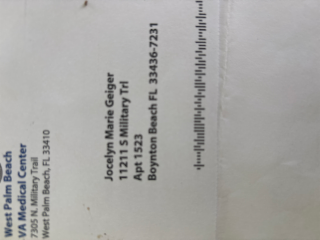 West Palm Beach
VA Medical Center
7305 N. Military Trail
West Palm Beach, FL 33410
Jocelyn Marie Geiger
11211 S Military Trl
Apt 1523
Boynton Beach FL 33436-7231